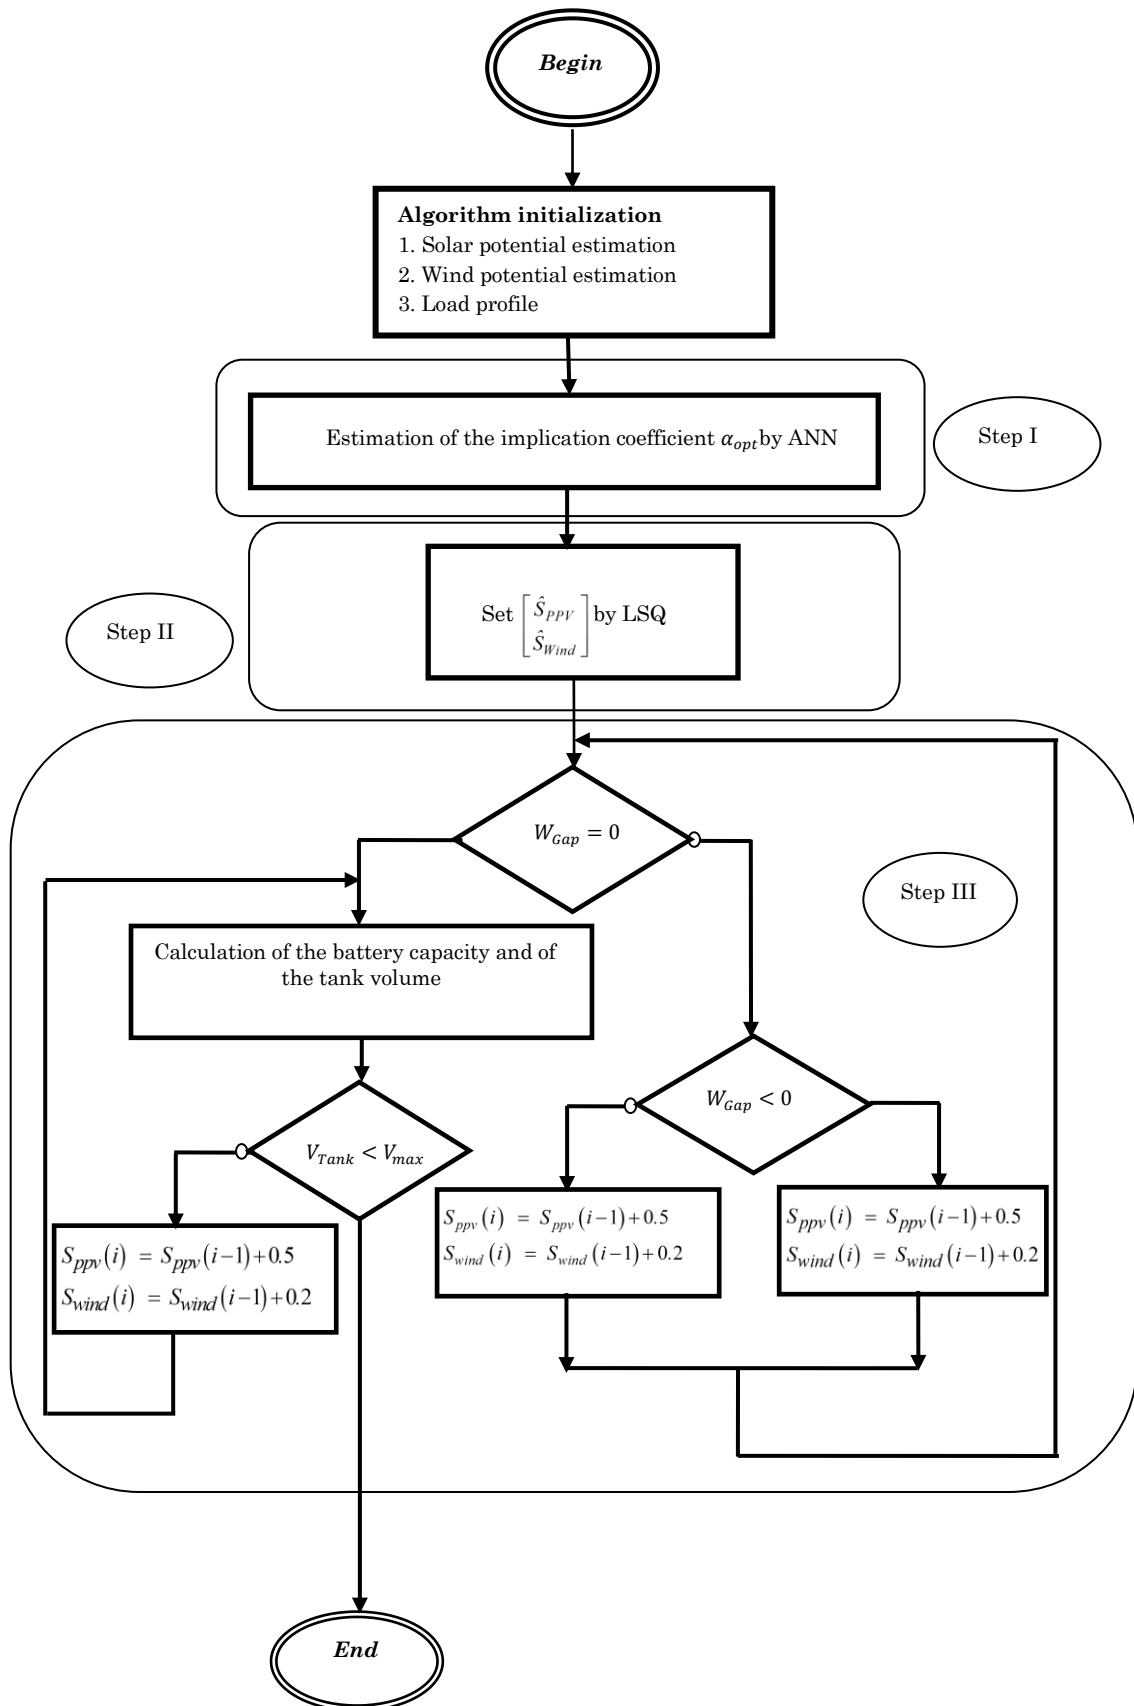 Begin
Algorithm initialization
1. Solar potential estimation
2. Wind potential estimation
3. Load profile
Estimation of the implication coefficient α_opt by ANN
Step I
Set [Ŝ_PPV Ŝ_Wind] by LSQ
Step II
W_Gap = 0
Step III
Calculation of the battery capacity and of
the tank volume
W_Gap < 0
V_Tank < V_max
S_ppv(i) = S_ppv(i−1)+0.5
S_wind(i) = S_wind(i−1)+0.2
S_ppv(i) = S_ppv(i−1)+0.5
S_wind(i) = S_wind(i−1)+0.2
S_ppv(i) = S_ppv(i−1)+0.5
S_wind(i) = S_wind(i−1)+0.2
End